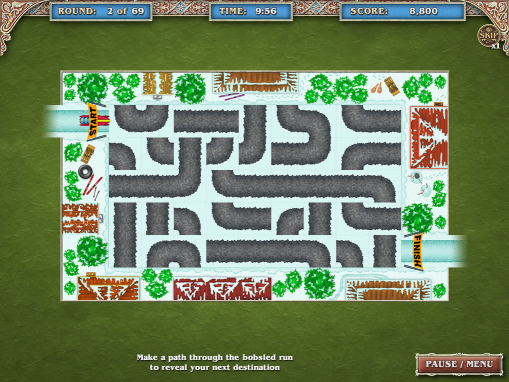 ROUND: 2 of 69 TIME: 9:56 SCORE: 8,800
SKIP
x1
START
FINISH
Make a path through the bobsled run
to reveal your next destination
PAUSE / MENU